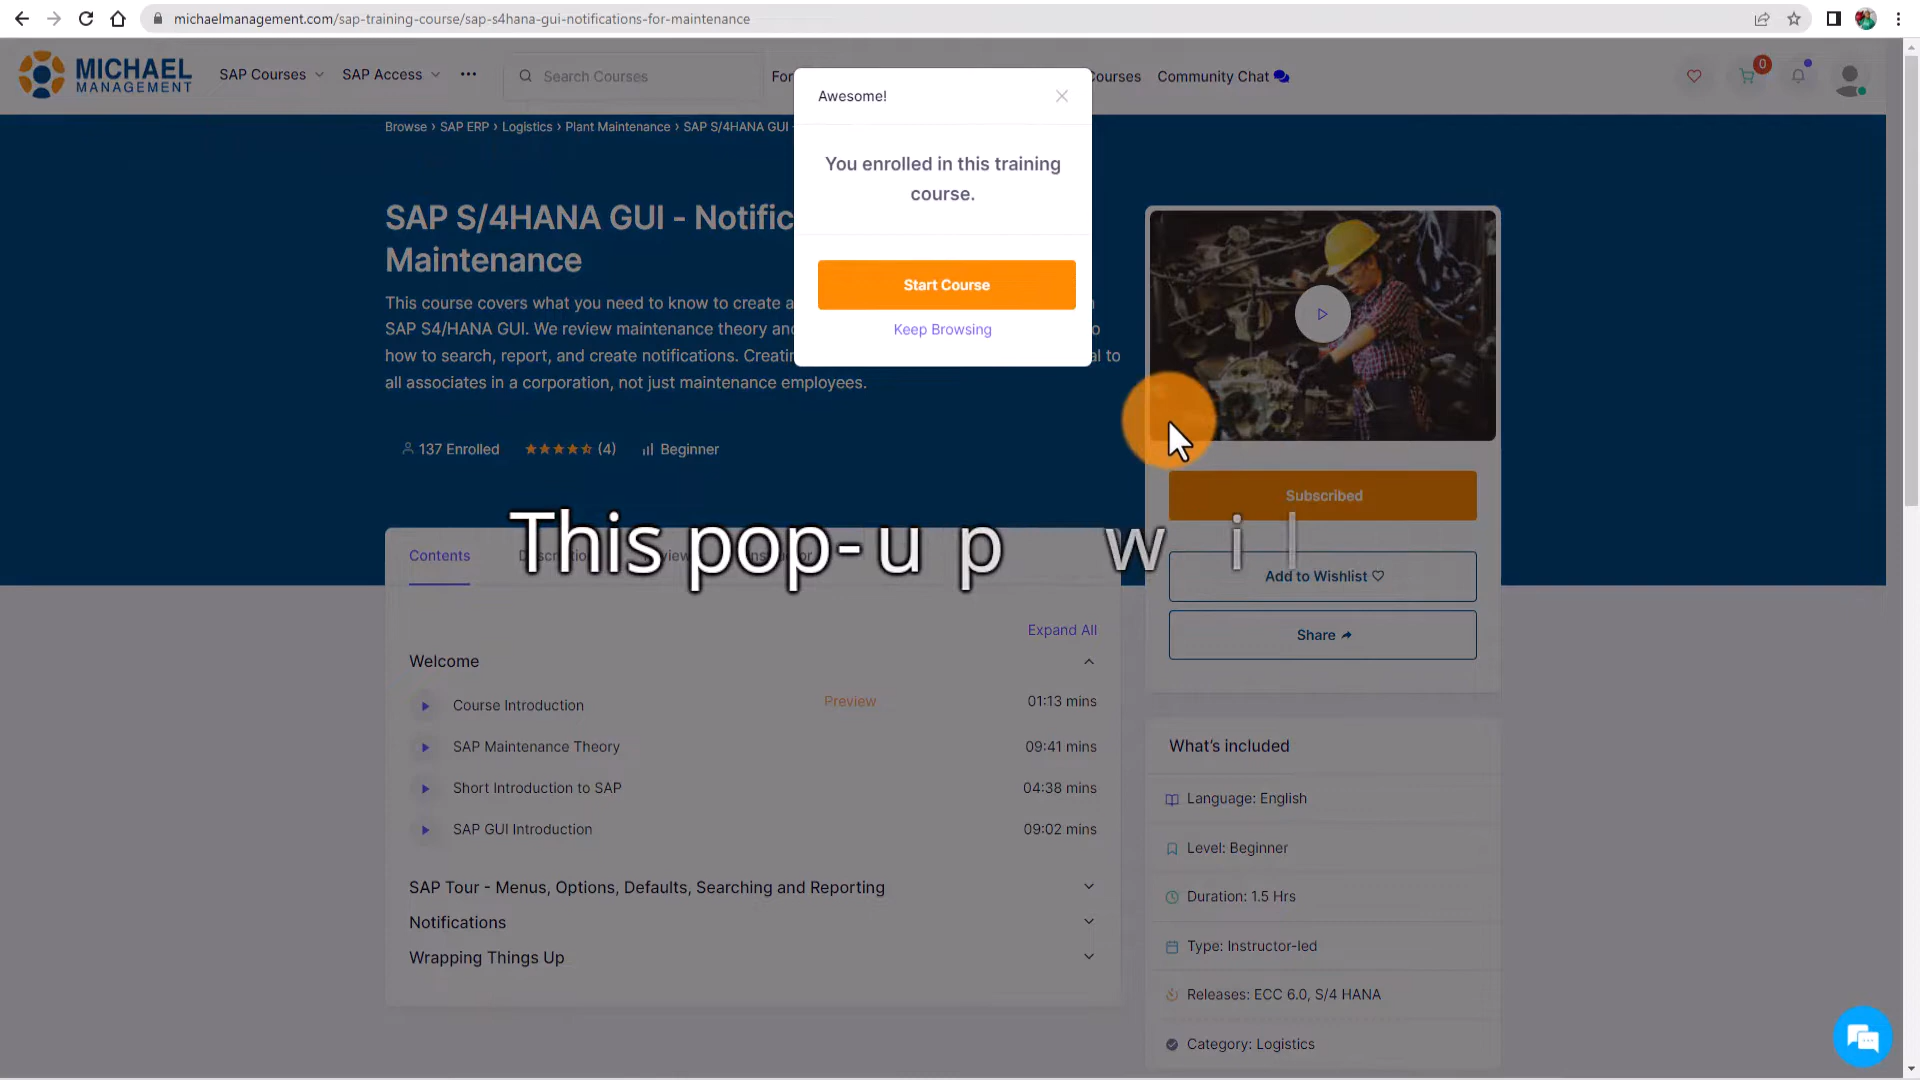 michaelmanagement.com/sap-training-course/sap-s4hana-gui-notifications-for-maintenance
MICHAEL
MANAGEMENT
SAP Courses
SAP Access
Search Courses
For
Courses
Community Chat
0
Browse › SAP ERP › Logistics › Plant Maintenance › SAP S/4HANA GUI -
Awesome!
You enrolled in this training
course.
Start Course
Keep Browsing
SAP S/4HANA GUI - Notific
Maintenance
This course covers what you need to know to create a
SAP S4/HANA GUI. We review maintenance theory and
how to search, report, and create notifications. Creatin al to
all associates in a corporation, not just maintenance employees.
137 Enrolled
(4)
Beginner
Subscribed
Add to Wishlist
Share
This pop-up wil
Contents
Expand All
Welcome
Course Introduction
Preview
01:13 mins
SAP Maintenance Theory
09:41 mins
Short Introduction to SAP
04:38 mins
SAP GUI Introduction
09:02 mins
SAP Tour - Menus, Options, Defaults, Searching and Reporting
Notifications
Wrapping Things Up
What's included
Language: English
Level: Beginner
Duration: 1.5 Hrs
Type: Instructor-led
Releases: ECC 6.0, S/4 HANA
Category: Logistics